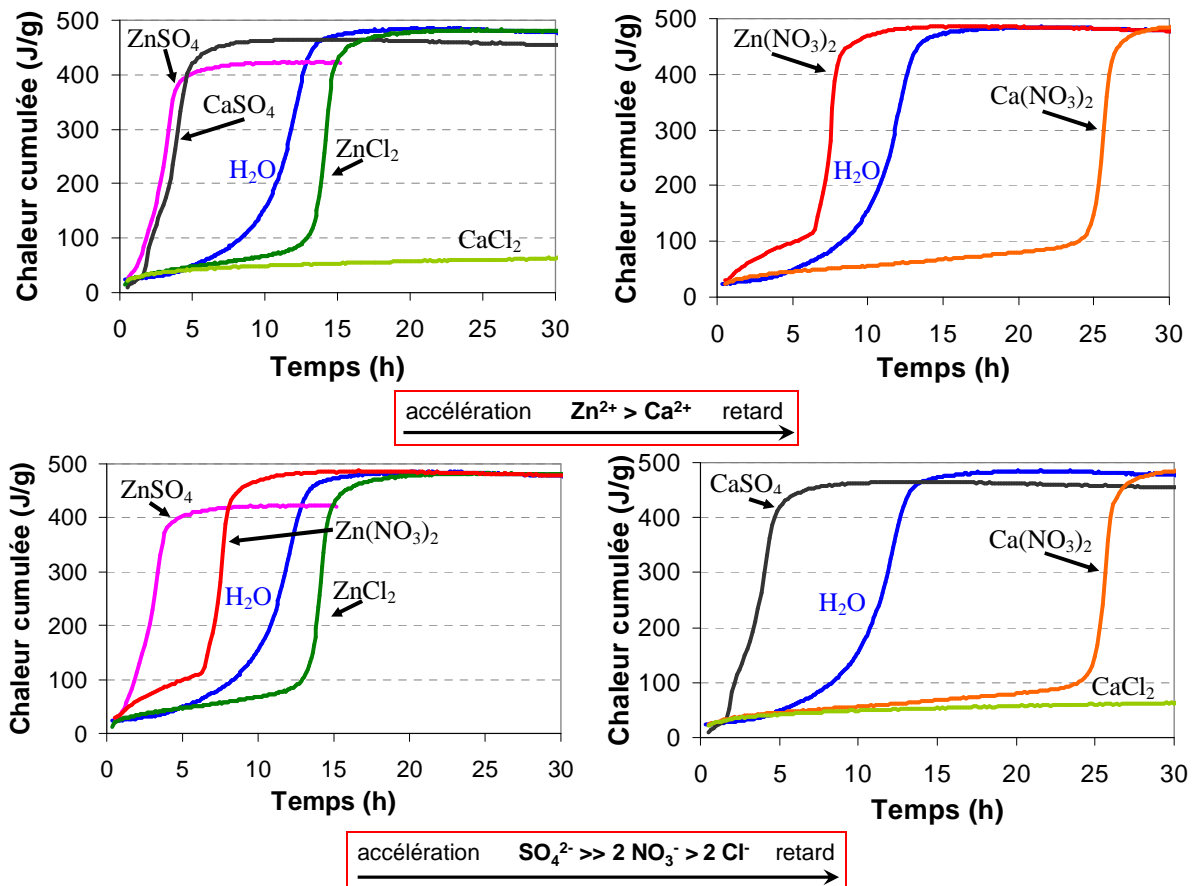 Chaleur cumulée (J/g)
500
400
300
200
100
0
ZnSO4
CaSO4
H2O
ZnCl2
CaCl2
0 5 10 15 20 25 30
Temps (h)
Chaleur cumulée (J/g)
500
400
300
200
100
0
Zn(NO3)2
Ca(NO3)2
H2O
0 5 10 15 20 25 30
Temps (h)
accélération Zn²⁺ > Ca²⁺ retard
Chaleur cumulée (J/g)
500
400
300
200
100
0
ZnSO4
Zn(NO3)2
H2O
ZnCl2
0 5 10 15 20 25 30
Temps (h)
Chaleur cumulée (J/g)
500
400
300
200
100
0
CaSO4
Ca(NO3)2
H2O
CaCl2
0 5 10 15 20 25 30
Temps (h)
accélération SO4²⁻ >> 2 NO3⁻ > 2 Cl⁻ retard